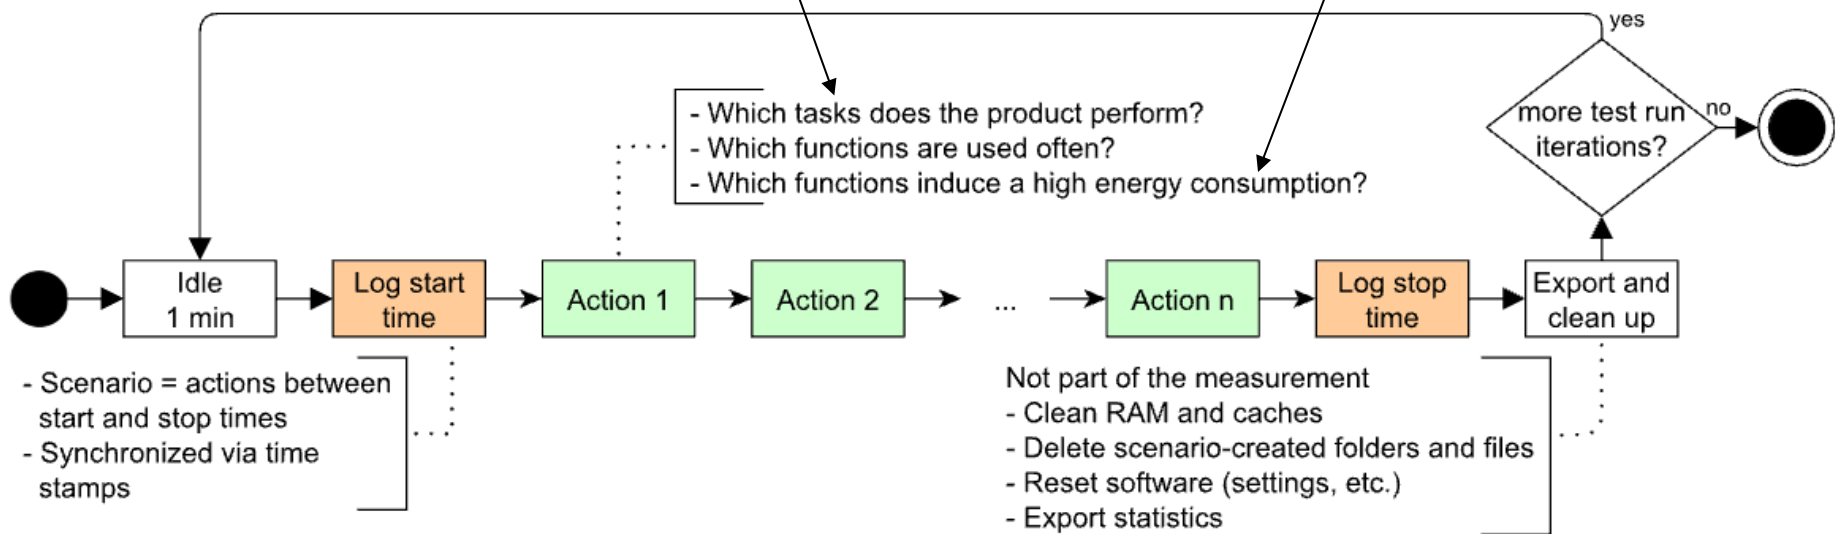 yes
- Which tasks does the product perform?
- Which functions are used often?
- Which functions induce a high energy consumption?
more test run
iterations?
no
Idle
1 min
Log start
time
Action 1
Action 2
...
Action n
Log stop
time
Export and
clean up
- Scenario = actions between
start and stop times
- Synchronized via time
stamps
Not part of the measurement
- Clean RAM and caches
- Delete scenario-created folders and files
- Reset software (settings, etc.)
- Export statistics